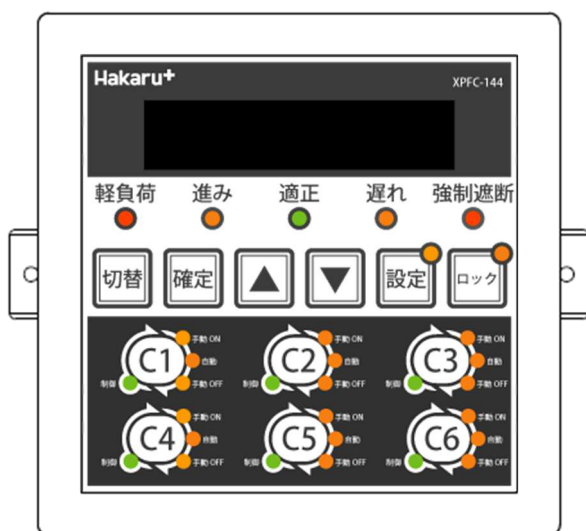 Hakaru+ XPFC-144
軽負荷 進み 適正 遅れ 強制遮断
切替 確定 ▲ ▼ 設定 ロック
手動 ON 手動 ON 手動 ON
C1 自動 C2 自動 C3 自動
制御 手動 OFF 制御 手動 OFF 制御 手動 OFF
手動 ON 手動 ON 手動 ON
C4 自動 C5 自動 C6 自動
制御 手動 OFF 制御 手動 OFF 制御 手動 OFF